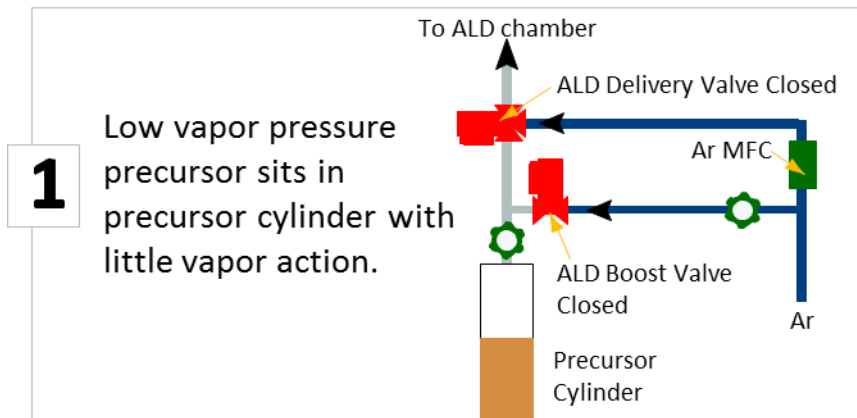 To ALD chamber
ALD Delivery Valve Closed
1
Low vapor pressure
precursor sits in
precursor cylinder with
little vapor action.
Ar MFC
ALD Boost Valve
Closed
Ar
Precursor
Cylinder